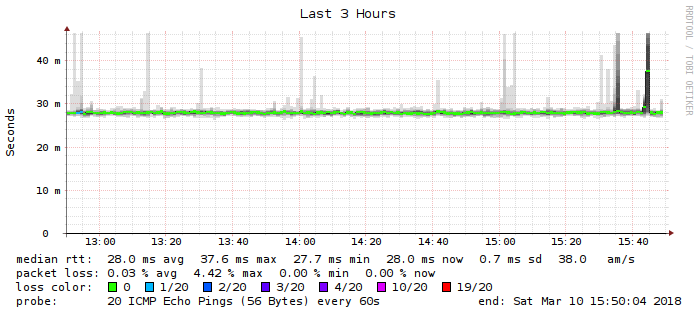 Last 3 Hours
RRDTOOL / TOBI OETIKER
Seconds
40 m
30 m
20 m
10 m
0
13:00 13:20 13:40 14:00 14:20 14:40 15:00 15:20 15:40
median rtt: 28.0 ms avg 37.6 ms max 27.7 ms min 28.0 ms now 0.7 ms sd 38.0 am/s
packet loss: 0.03 % avg 4.42 % max 0.00 % min 0.00 % now
loss color: 0 1/20 2/20 3/20 4/20 10/20 19/20
probe: 20 ICMP Echo Pings (56 Bytes) every 60s end: Sat Mar 10 15:50:04 2018